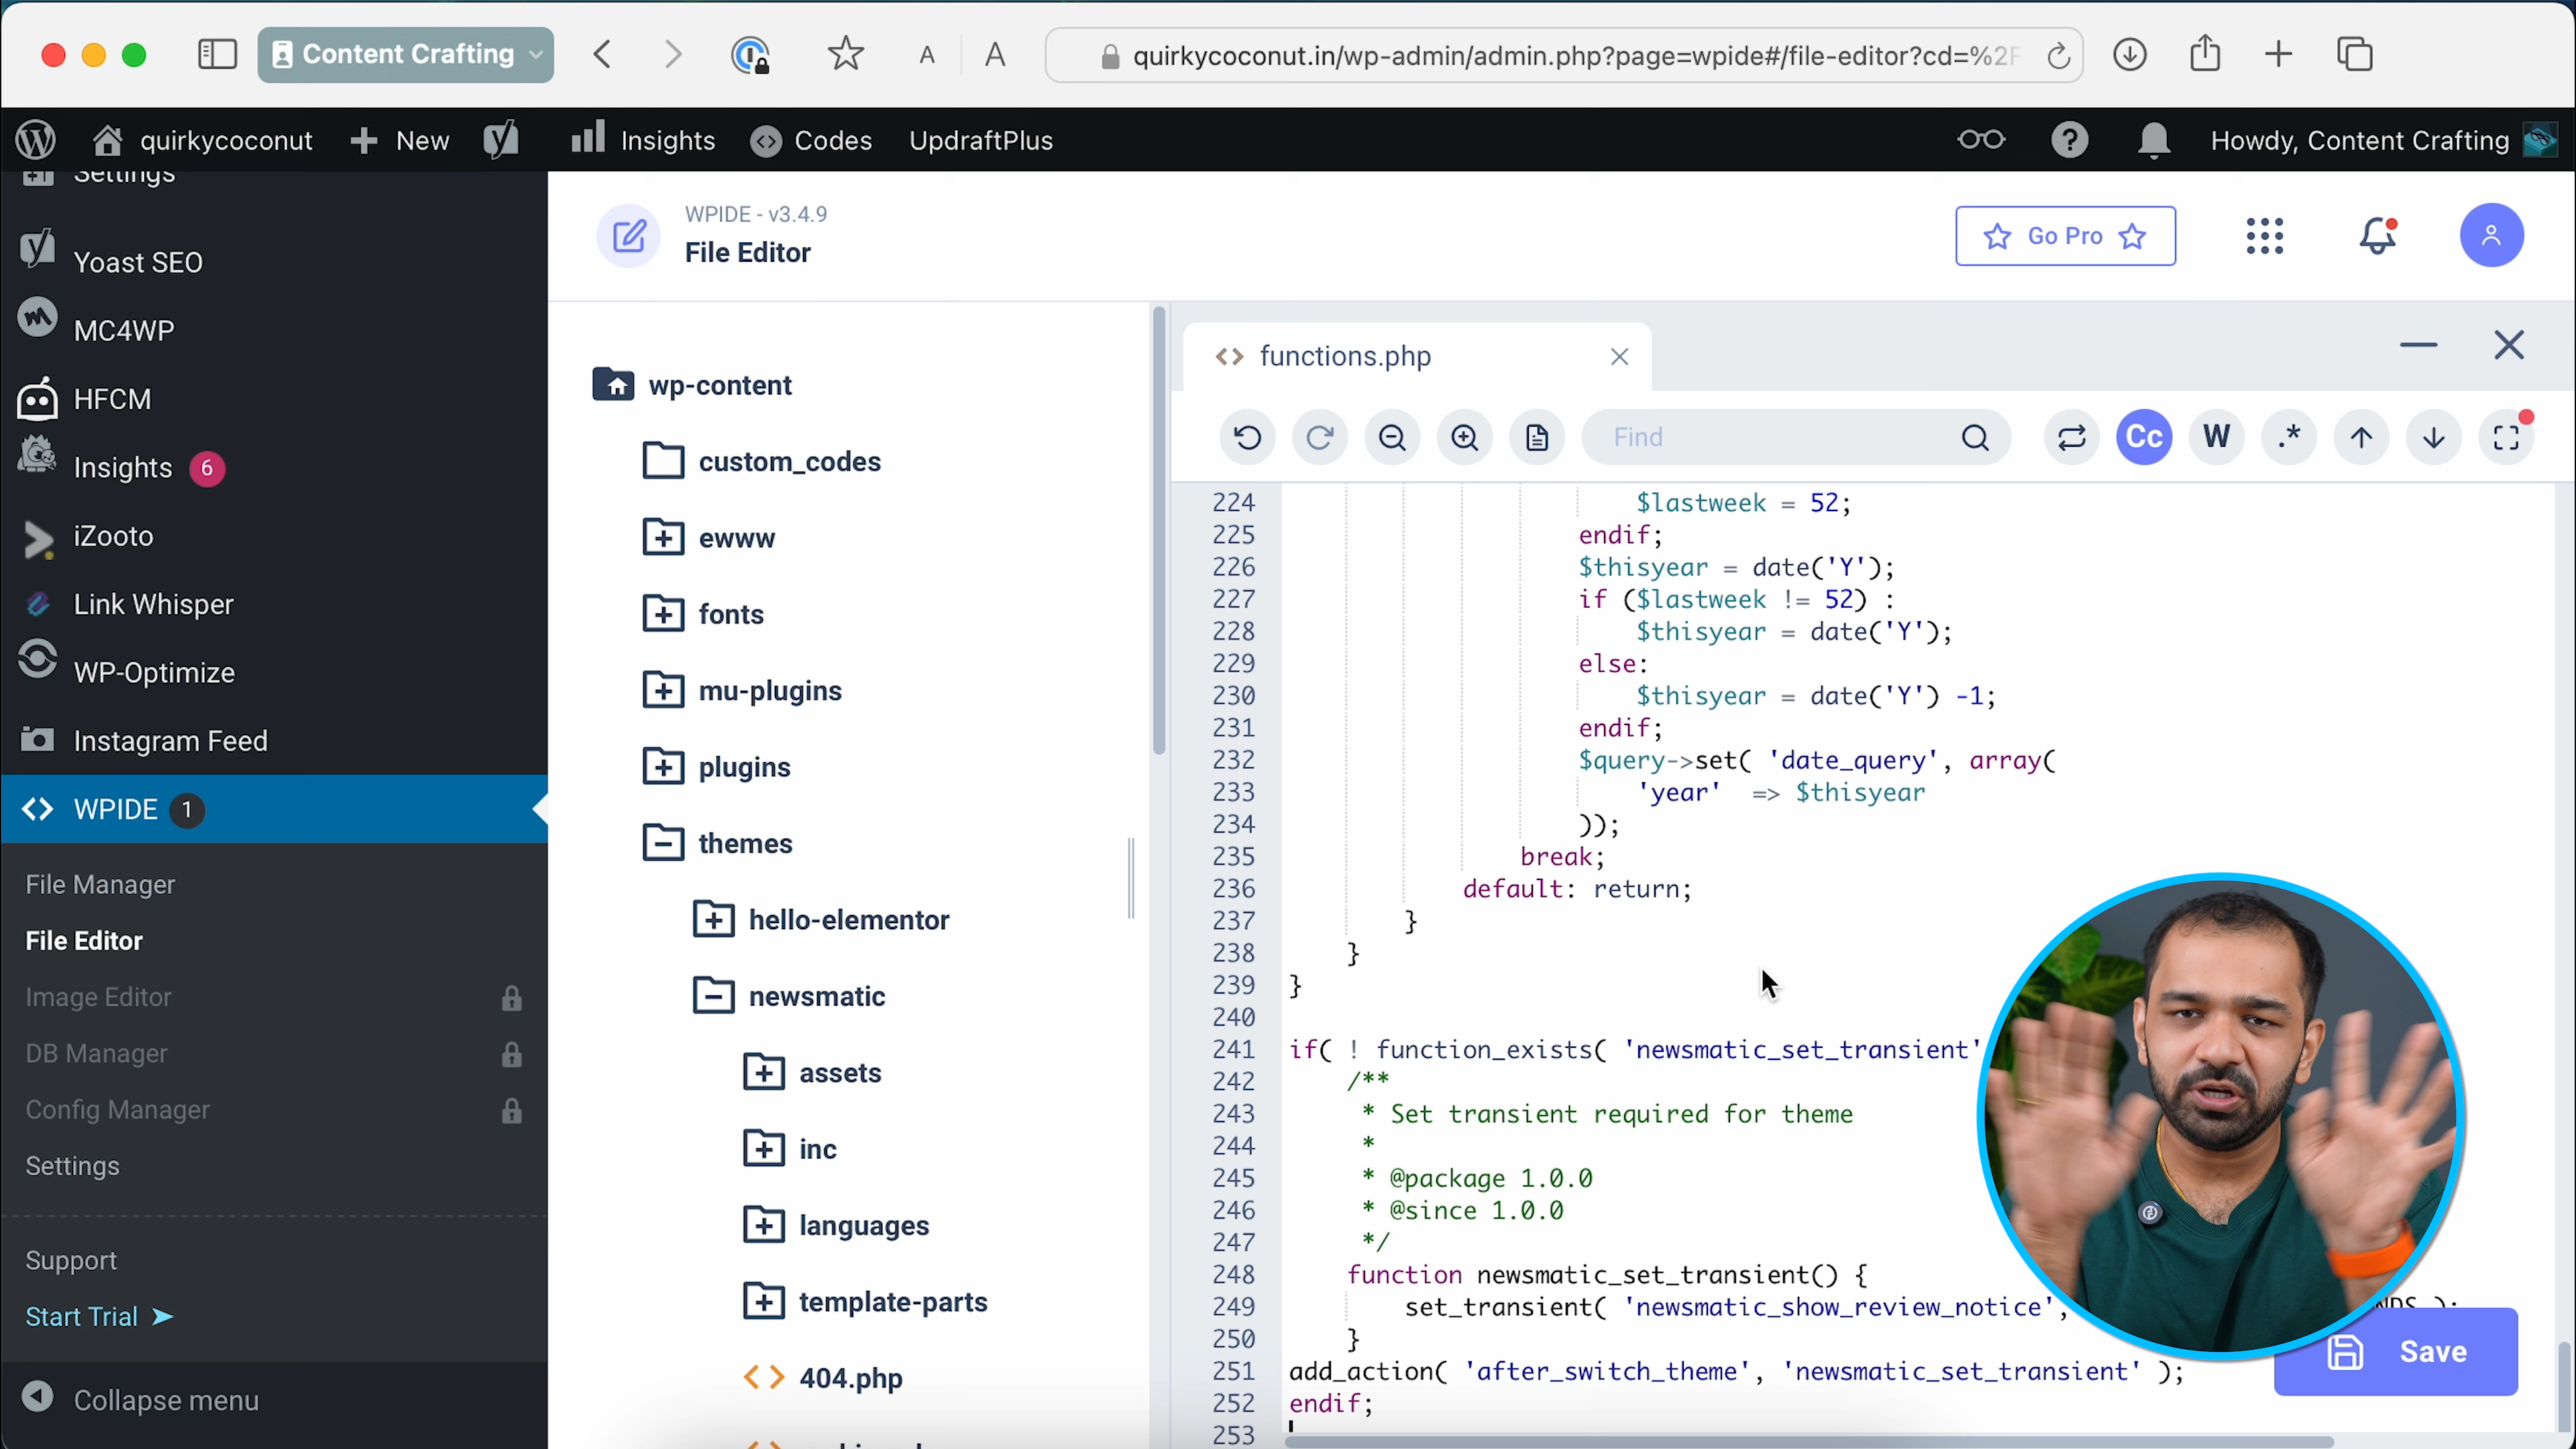 Content Crafting
A
A
quirkycoconut.in/wp-admin/admin.php?page=wpide#/file-editor?cd=%2F
quirkycoconut
New
Insights
Codes
UpdraftPlus
Howdy, Content Crafting
Settings
Yoast SEO
MC4WP
HFCM
Insights 6
iZooto
Link Whisper
WP-Optimize
Instagram Feed
WPIDE 1
File Manager
File Editor
Image Editor
DB Manager
Config Manager
Settings
Support
Start Trial
Collapse menu
WPIDE - v3.4.9
File Editor
Go Pro
wp-content
custom_codes
ewww
fonts
mu-plugins
plugins
themes
hello-elementor
newsmatic
assets
inc
languages
template-parts
404.php
functions.php
Find
Cc
W
.*
224 $lastweek = 52;
225 endif;
226 $thisyear = date('Y');
227 if ($lastweek != 52) :
228 $thisyear = date('Y');
229 else:
230 $thisyear = date('Y') -1;
231 endif;
232 $query->set( 'date_query', array(
233 'year' => $thisyear
234 ));
235 break;
236 default: return;
237 }
238 }
239 }
240
241 if( ! function_exists( 'newsmatic_set_transient'
242 /**
243 * Set transient required for theme
244 *
245 * @package 1.0.0
246 * @since 1.0.0
247 */
248 function newsmatic_set_transient() {
249 set_transient( 'newsmatic_show_review_notice',
250 }
251 add_action( 'after_switch_theme', 'newsmatic_set_transient' );
252 endif;
253
Save